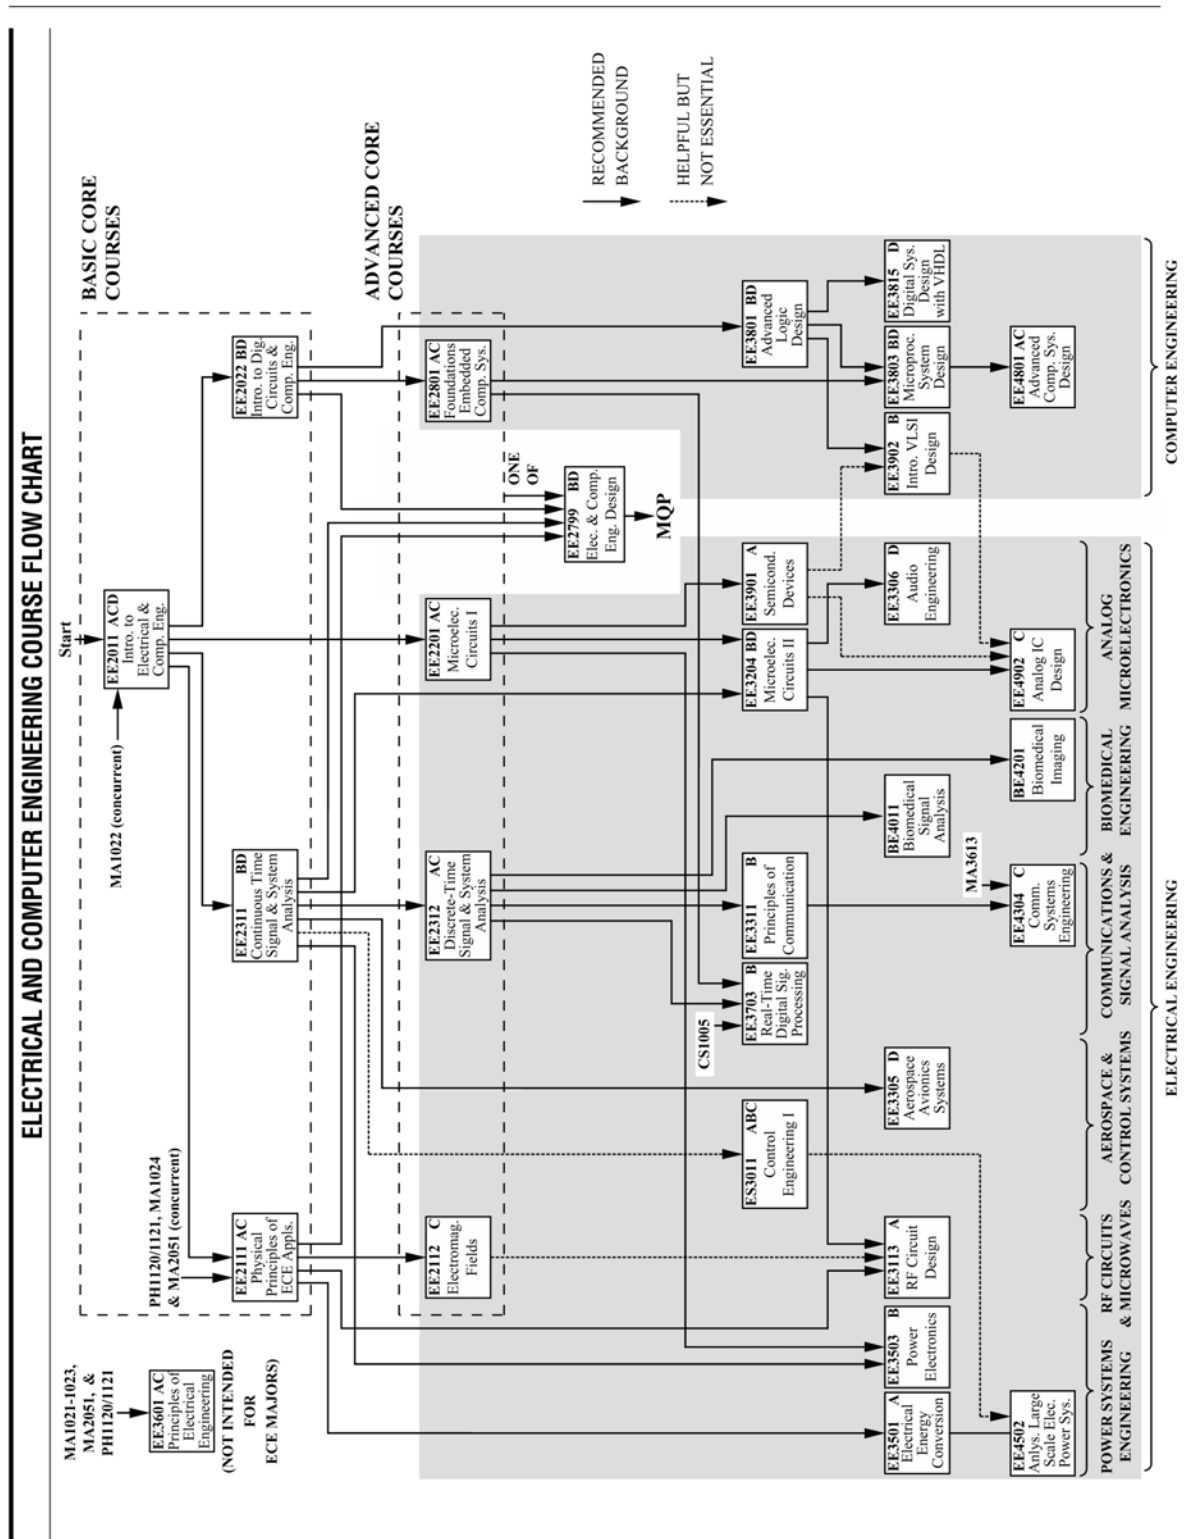 ELECTRICAL AND COMPUTER ENGINEERING COURSE FLOW CHART
Start
MA1022 (concurrent)
EE2011 ACD
Intro. to
Electrical &
Comp. Eng.
BASIC CORE
COURSES
MA1021-1023,
MA2051, &
PH1120/1121
EE3601 AC
Principles of
Electrical
Engineering
(NOT INTENDED
FOR
ECE MAJORS)
PH1120/1121, MA1024
& MA2051 (concurrent)
EE2111 AC
Physical
Principles of
ECE Appls.
EE2311 BD
Continuous Time
Signal & System
Analysis
EE2022 BD
Intro. to Dig.
Circuits &
Comp. Eng.
ADVANCED CORE
COURSES
EE2112 C
Electromag.
Fields
EE2312 AC
Discrete-Time
Signal & System
Analysis
EE2201 AC
Microelec.
Circuits I
EE2801 AC
Foundations
Embedded
Comp. Sys.
ONE
OF
EE2799 BD
Elec. & Comp.
Eng. Design
MQP
RECOMMENDED
BACKGROUND
HELPFUL BUT
NOT ESSENTIAL
CS1005
ES3011 ABC
Control
Engineering I
EE3703 B
Real-Time
Digital Sig.
Processing
EE3311 B
Principles of
Communication
EE3204 BD
Microelec.
Circuits II
EE3901 A
Semicond.
Devices
EE3801 BD
Advanced
Logic
Design
EE3501 A
Electrical
Energy
Conversion
EE3503 B
Power
Electronics
EE3113 A
RF Circuit
Design
EE3305 D
Aerospace
Avionics
Systems
BE4011
Biomedical
Signal
Analysis
EE3306 D
Audio
Engineering
EE3902 B
Intro. VLSI
Design
EE3803 BD
Microproc.
System
Design
EE3815 D
Digital Sys.
Design
with VHDL
MA3613
EE4502
Anlys. Large
Scale Elec.
Power Sys.
EE4304 C
Comm.
Systems
Engineering
BE4201
Biomedical
Imaging
EE4902 C
Analog IC
Design
EE4801 AC
Advanced
Comp. Sys.
Design
POWER SYSTEMS
ENGINEERING
RF CIRCUITS
& MICROWAVES
AEROSPACE &
CONTROL SYSTEMS
COMMUNICATIONS &
SIGNAL ANALYSIS
BIOMEDICAL
ENGINEERING
ANALOG
MICROELECTRONICS
ELECTRICAL ENGINEERING
COMPUTER ENGINEERING